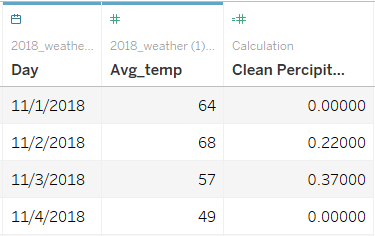 # =#
2018_weathe... 2018_weather (1)... Calculation
Day Avg_temp Clean Percipit...
11/1/2018 64 0.00000
11/2/2018 68 0.22000
11/3/2018 57 0.37000
11/4/2018 49 0.00000